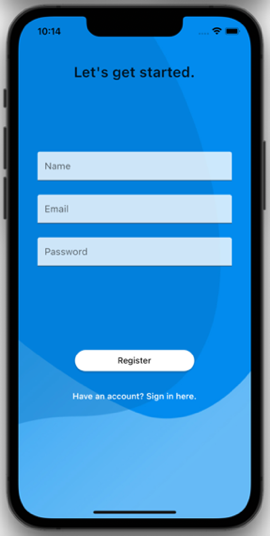 10:14
Let's get started.
Name
Email
Password
Register
Have an account? Sign in here.